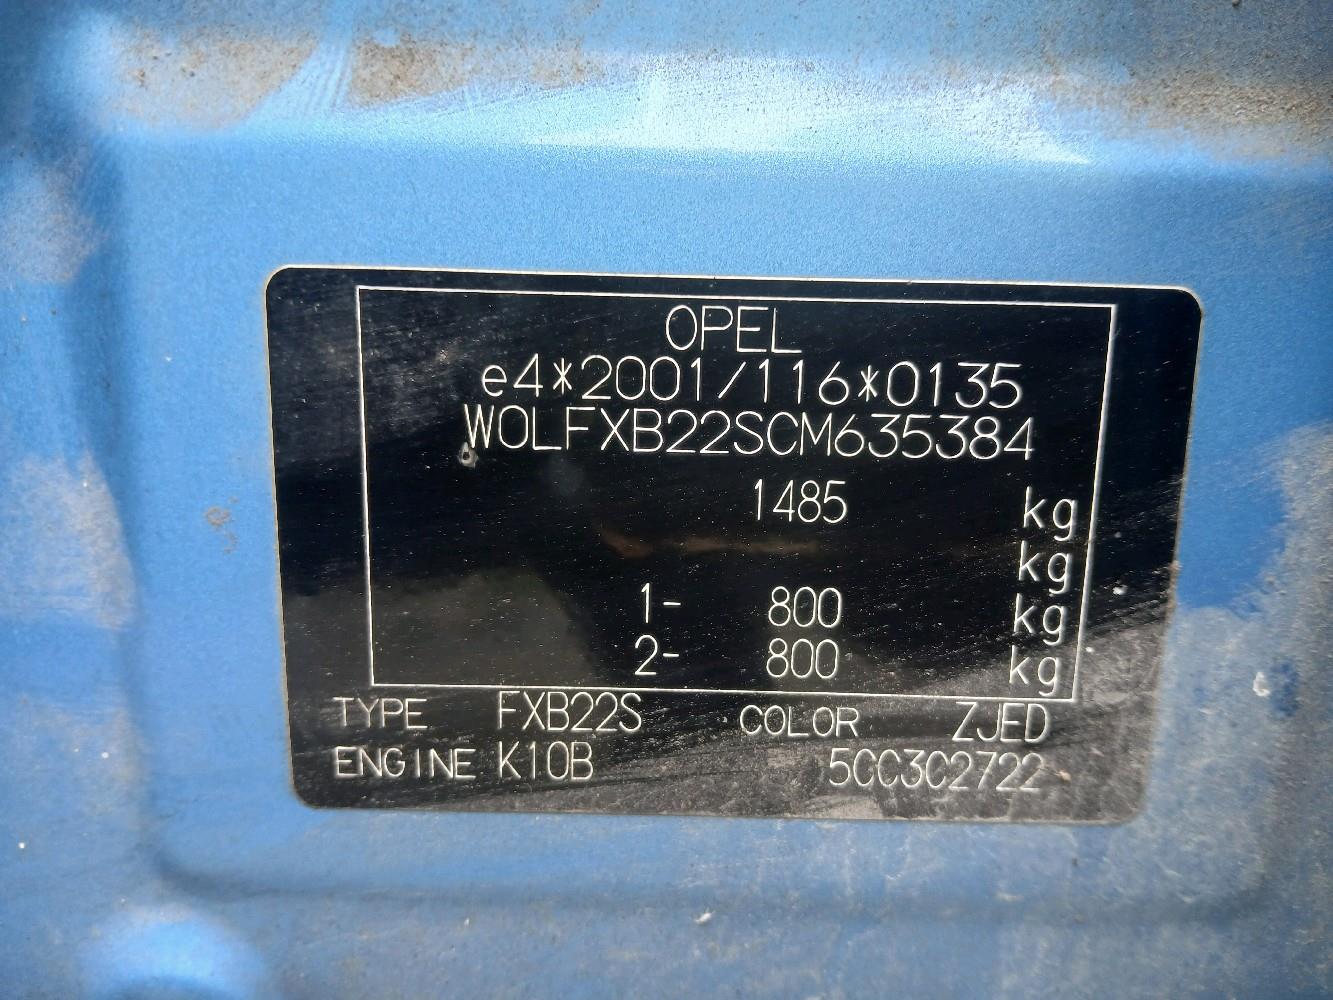 OPEL
e4*2001/116*0135
W0LFXB22SCM635384
1485 kg
kg
1- 800 kg
2- 800 kg
TYPE FXB22S COLOR ZJED
ENGINE K10B 5CC3C2722